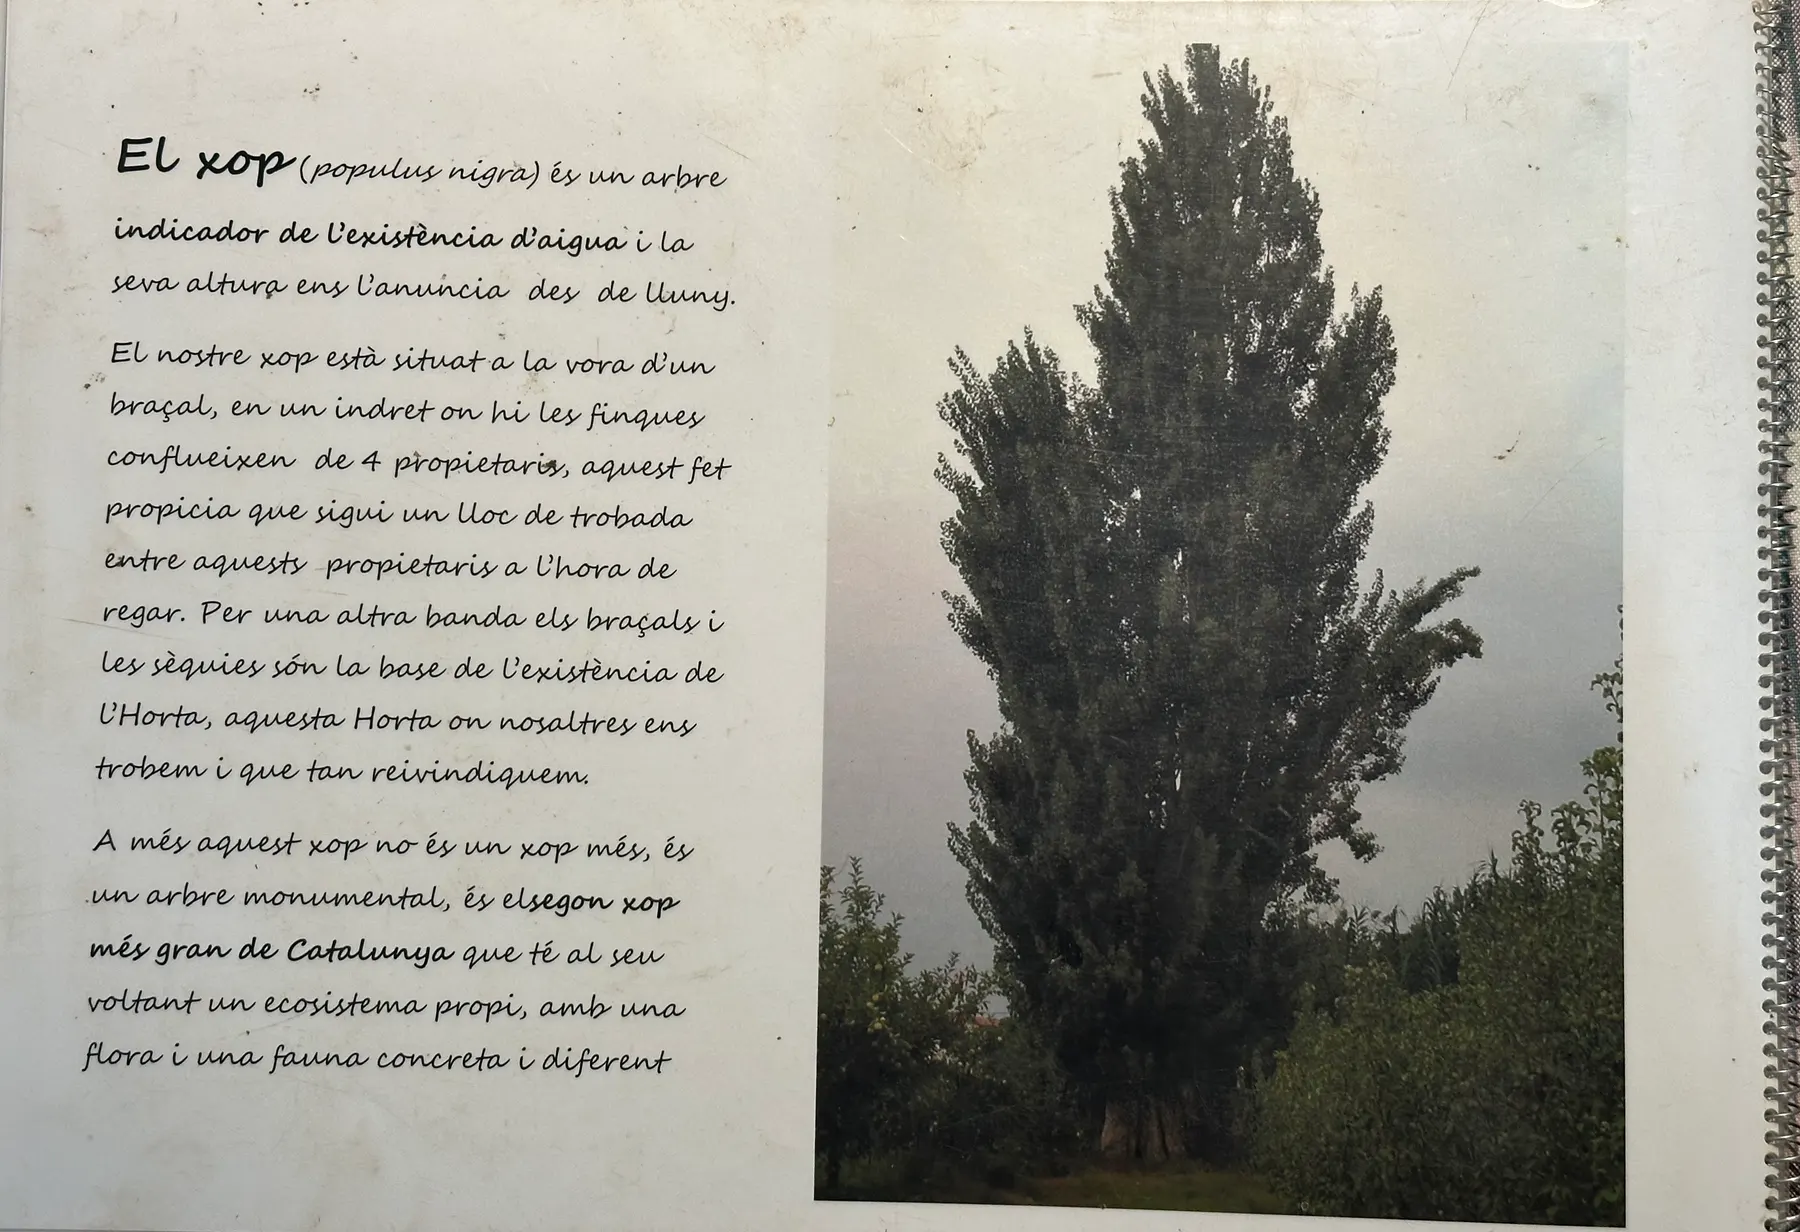 El xop (populus nigra) és un arbre
indicador de l'existència d'aigua i la
seva altura ens l'anuncia des de lluny.
El nostre xop està situat a la vora d'un
braçal, en un indret on hi les finques
conflueixen de 4 propietaris, aquest fet
propicia que sigui un lloc de trobada
entre aquests propietaris a l'hora de
regar. Per una altra banda els braçals i
les sèquies són la base de l'existència de
l'Horta, aquesta Horta on nosaltres ens
trobem i que tan reivindiquem.
A més aquest xop no és un xop més, és
un arbre monumental, és elsegon xop
més gran de Catalunya que té al seu
voltant un ecosistema propi, amb una
flora i una fauna concreta i diferent